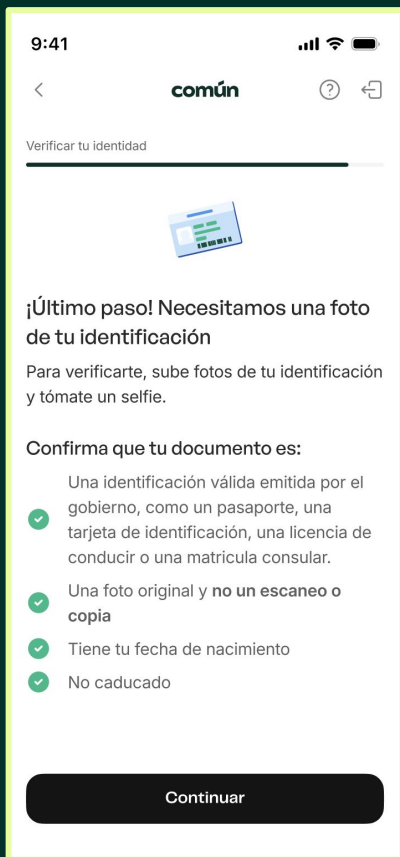 9:41
común
Verificar tu identidad
¡Último paso! Necesitamos una foto
de tu identificación
Para verificarte, sube fotos de tu identificación
y tómate un selfie.
Confirma que tu documento es:
Una identificación válida emitida por el
gobierno, como un pasaporte, una
tarjeta de identificación, una licencia de
conducir o una matricula consular.
Una foto original y no un escaneo o
copia
Tiene tu fecha de nacimiento
No caducado
Continuar